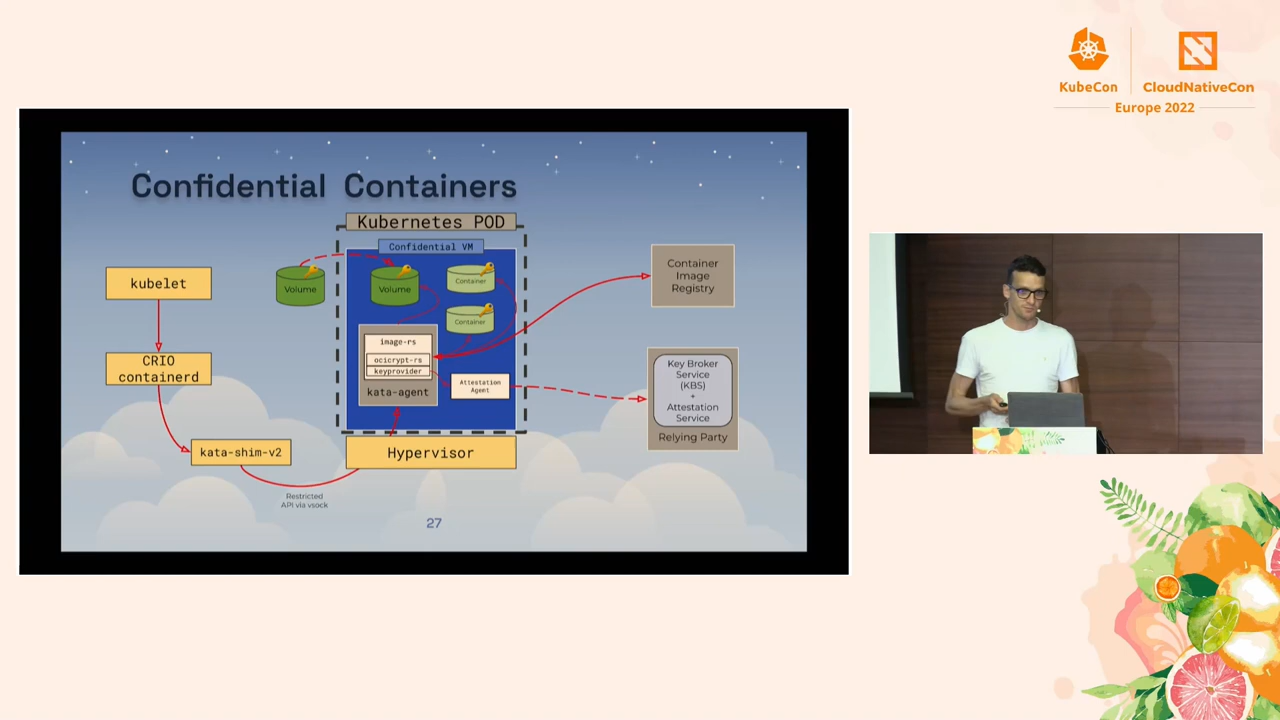 KubeCon
CloudNativeCon
Europe 2022
Confidential Containers
Kubernetes POD
Confidential VM
kubelet
Volume
Volume
Container
Container
Container
Image
Registry
CRIO
containerd
image-rs
ocicrypt-rs
keyprovider
kata-agent
Attestation
Agent
Key Broker
Service
(KBS)
+
Attestation
Service
Relying Party
kata-shim-v2
Hypervisor
Restricted
API via vsock
27